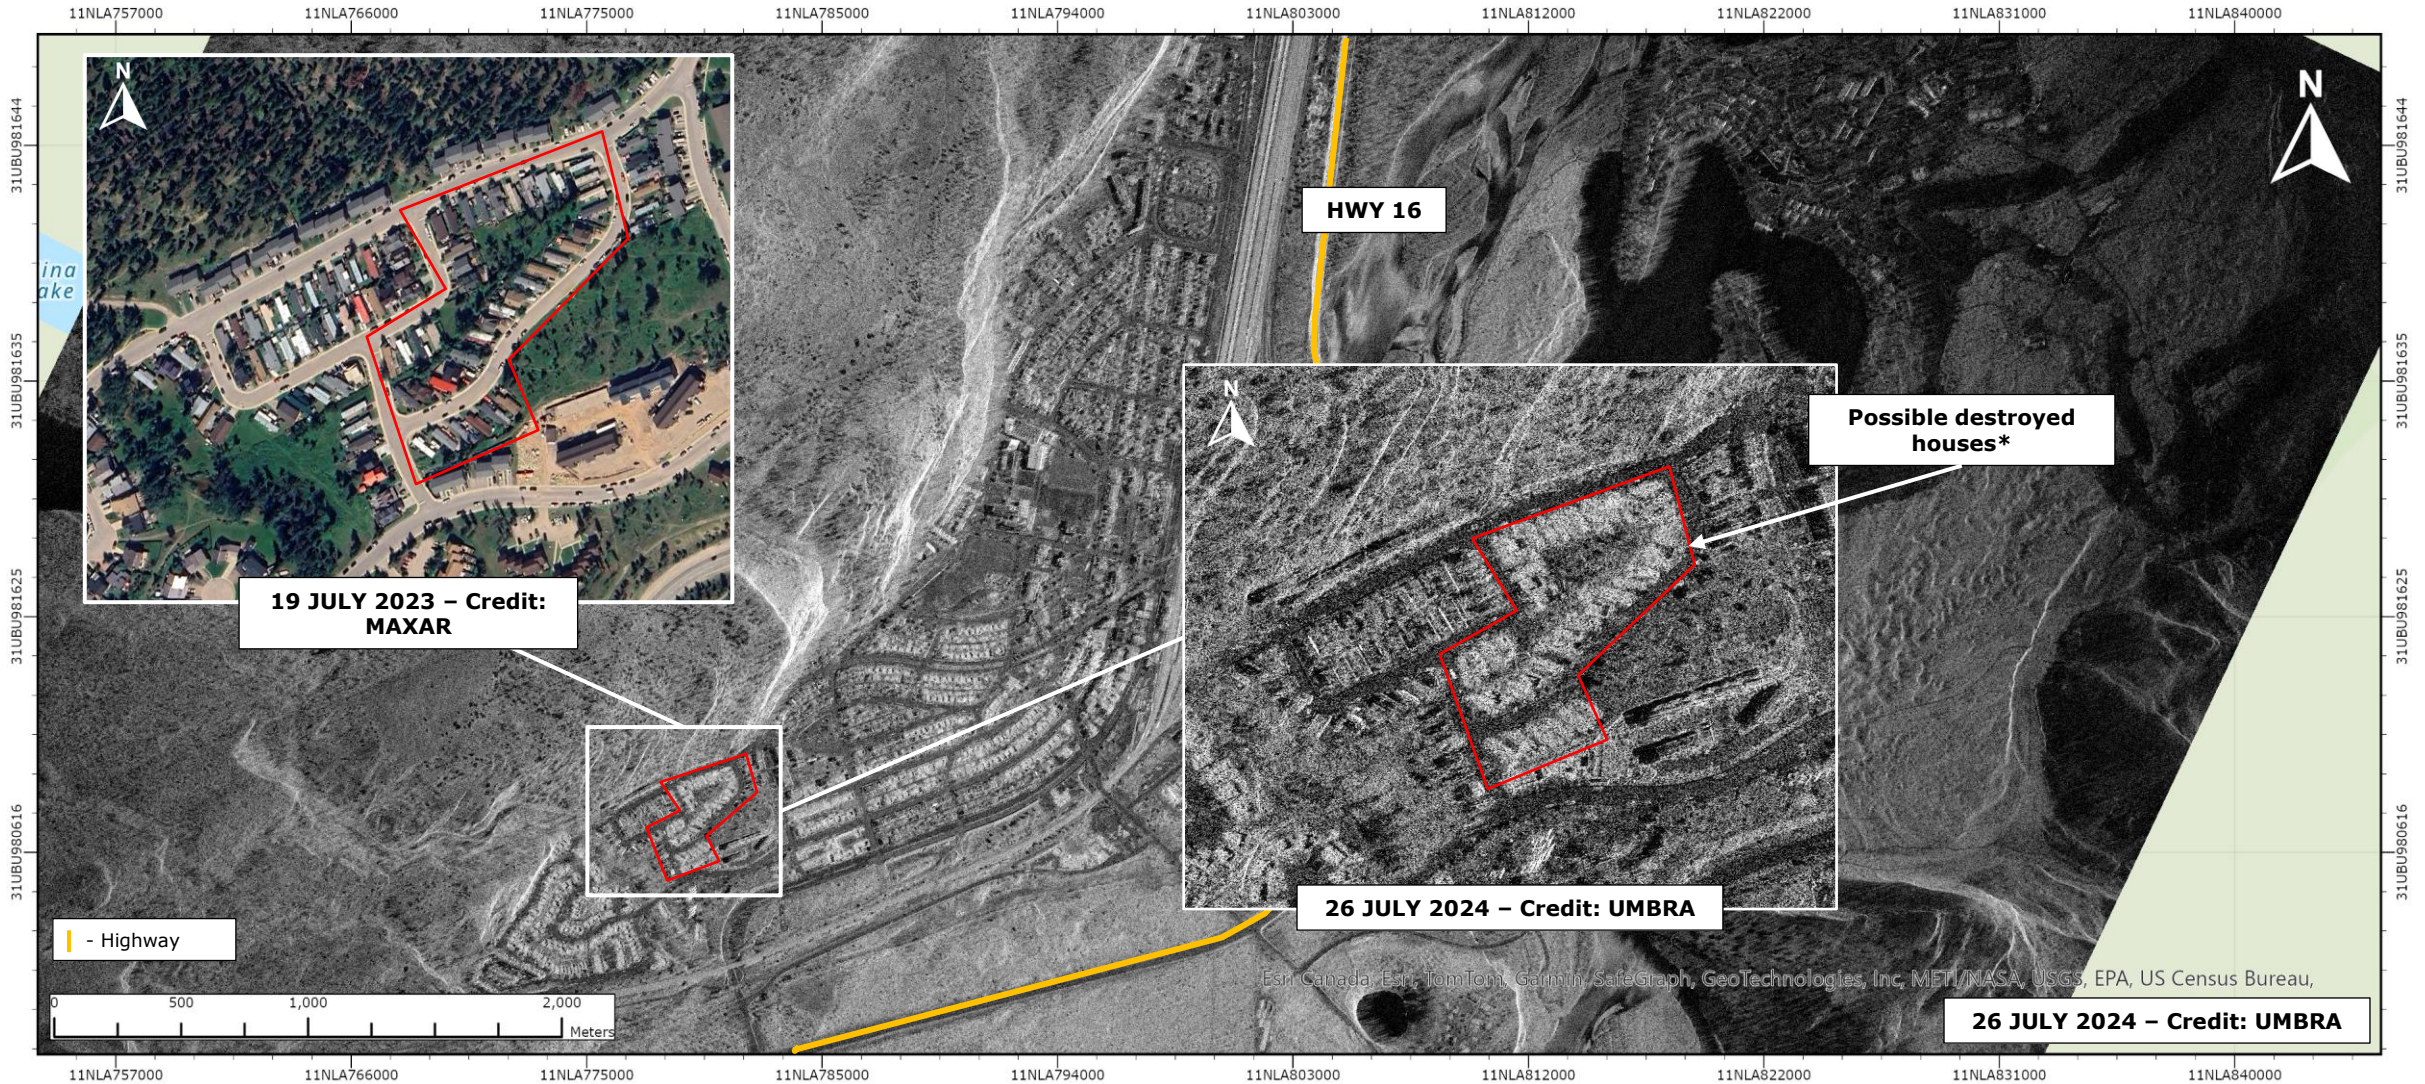 11NLA757000 11NLA766000 11NLA775000 11NLA785000 11NLA794000 11NLA803000 11NLA812000 11NLA822000 11NLA831000 11NLA840000
31UBU981644
31UBU981635
31UBU981625
31UBU980616
N
19 JULY 2023 – Credit:
MAXAR
ina
ake
HWY 16
N
N
Possible destroyed
houses*
26 JULY 2024 – Credit: UMBRA
31UBU981644
31UBU981635
31UBU981625
31UBU980616
- Highway
0 500 1,000 2,000
Meters
Esri Canada, Esri, TomTom, Garmin, SafeGraph, GeoTechnologies, Inc, METI/NASA, USGS, EPA, US Census Bureau,
26 JULY 2024 – Credit: UMBRA
11NLA757000 11NLA766000 11NLA775000 11NLA785000 11NLA794000 11NLA803000 11NLA812000 11NLA822000 11NLA831000 11NLA840000